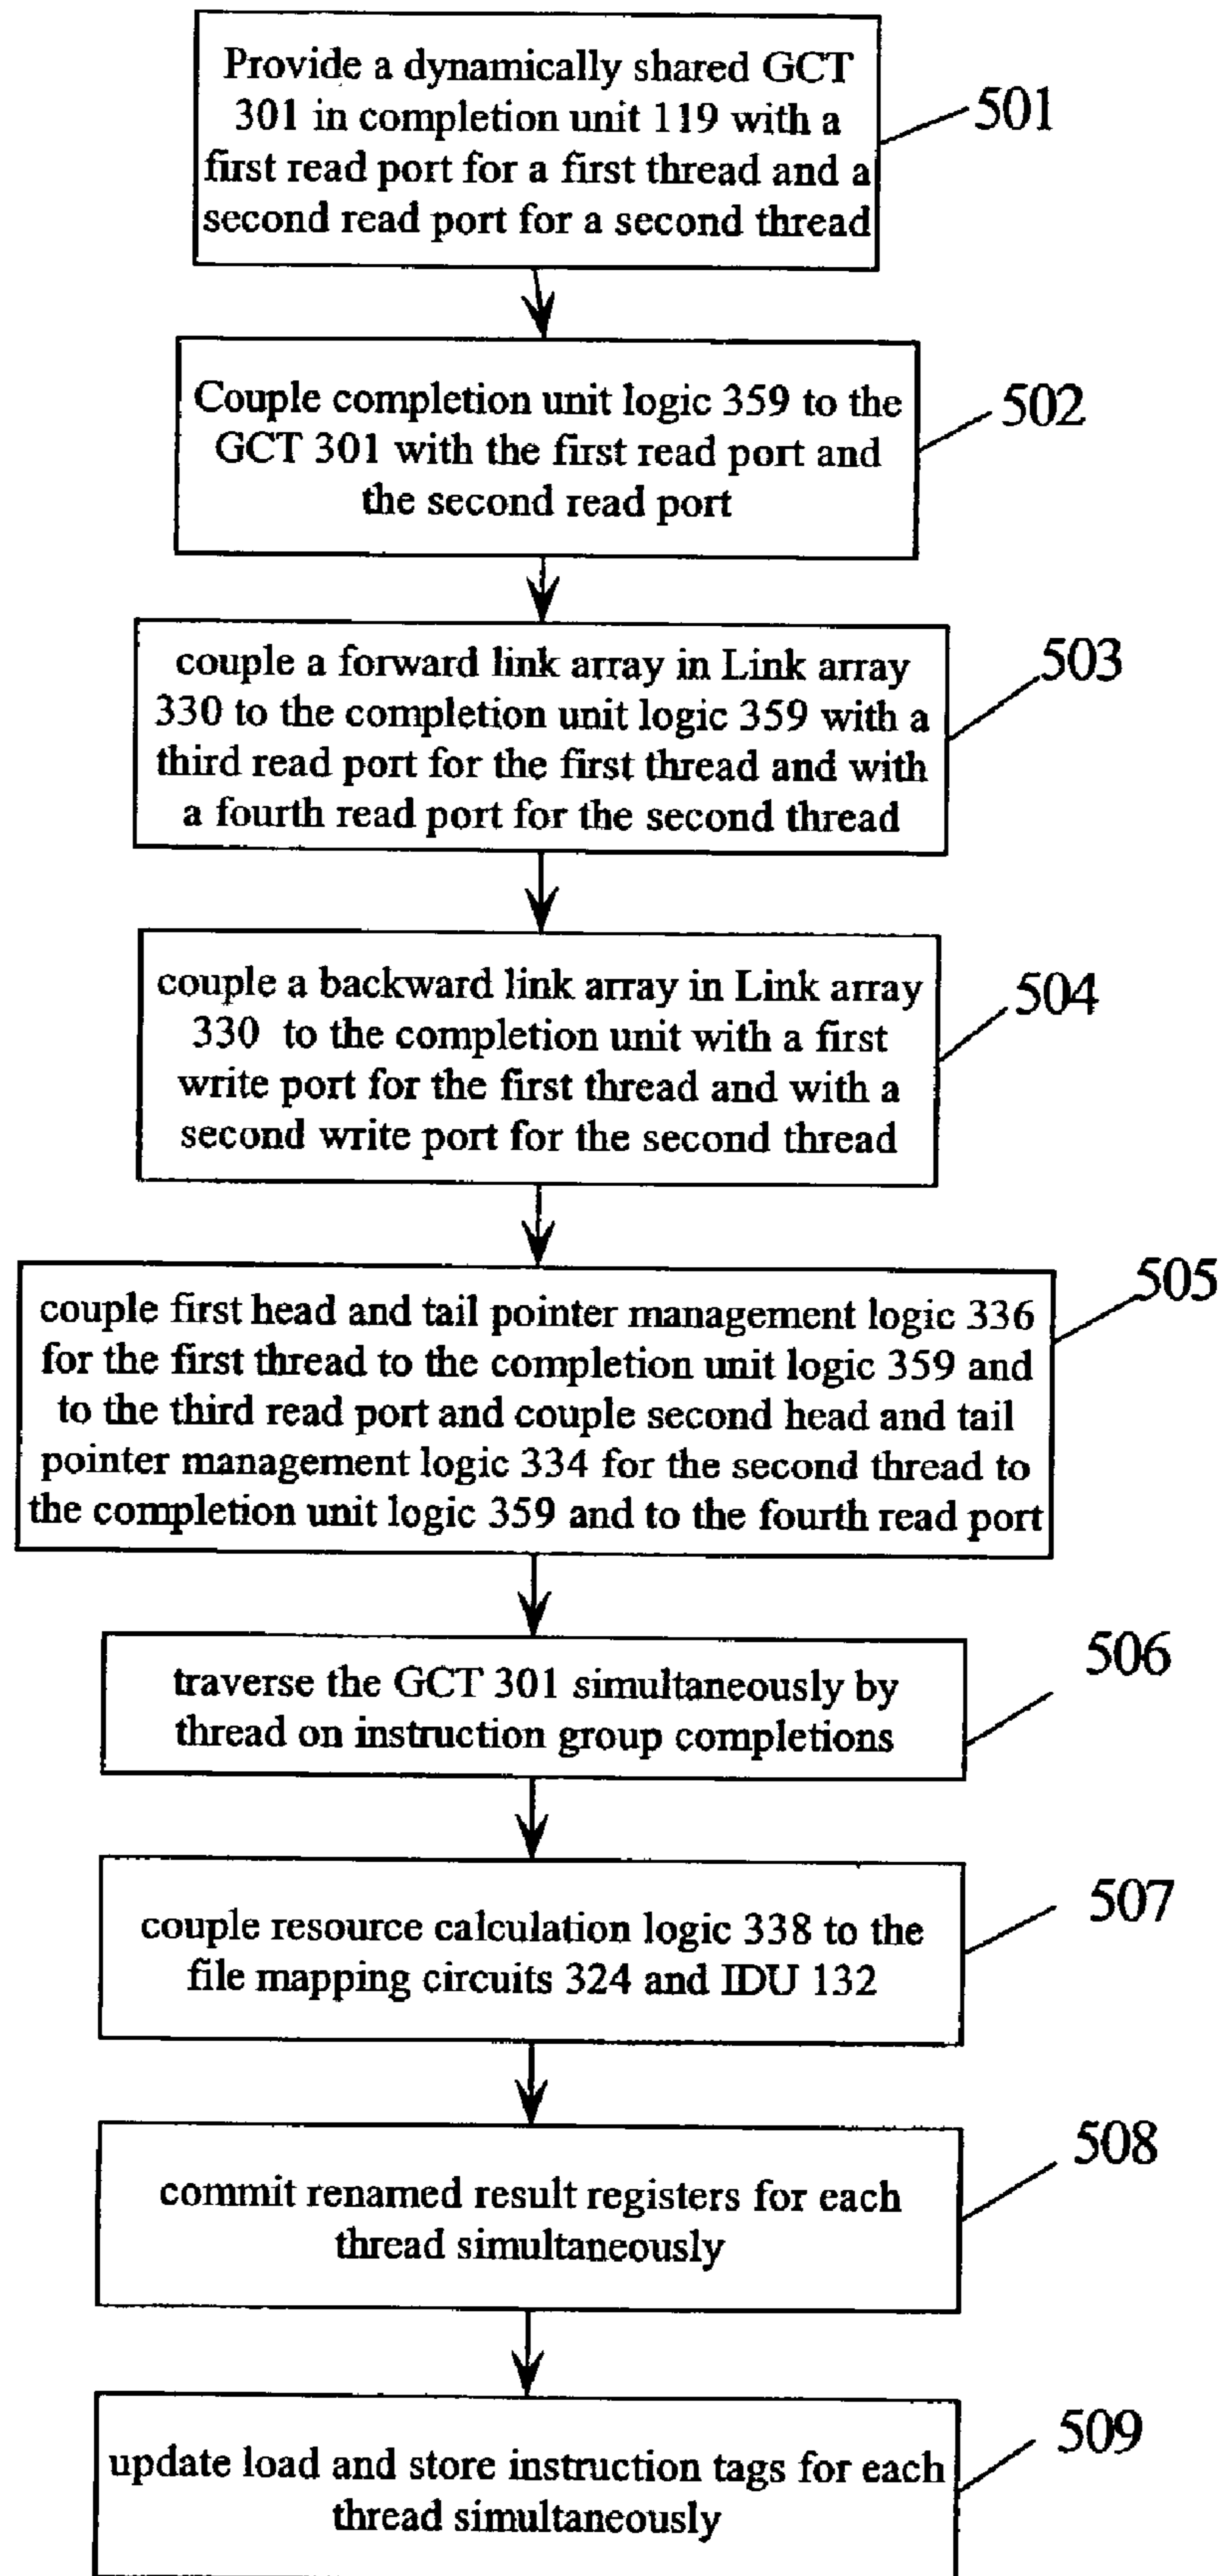 Provide a dynamically shared GCT
301 in completion unit 119 with a
first read port for a first thread and a
second read port for a second thread
501
Couple completion unit logic 359 to the
GCT 301 with the first read port and
the second read port
502
couple a forward link array in Link array
330 to the completion unit logic 359 with a
third read port for the first thread and with
a fourth read port for the second thread
503
couple a backward link array in Link array
330 to the completion unit with a first
write port for the first thread and with a
second write port for the second thread
504
couple first head and tail pointer management logic 336
for the first thread to the completion unit logic 359 and
to the third read port and couple second head and tail
pointer management logic 334 for the second thread to
the completion unit logic 359 and to the fourth read port
505
traverse the GCT 301 simultaneously by
thread on instruction group completions
506
couple resource calculation logic 338 to the
file mapping circuits 324 and IDU 132
507
commit renamed result registers for each
thread simultaneously
508
update load and store instruction tags for each
thread simultaneously
509